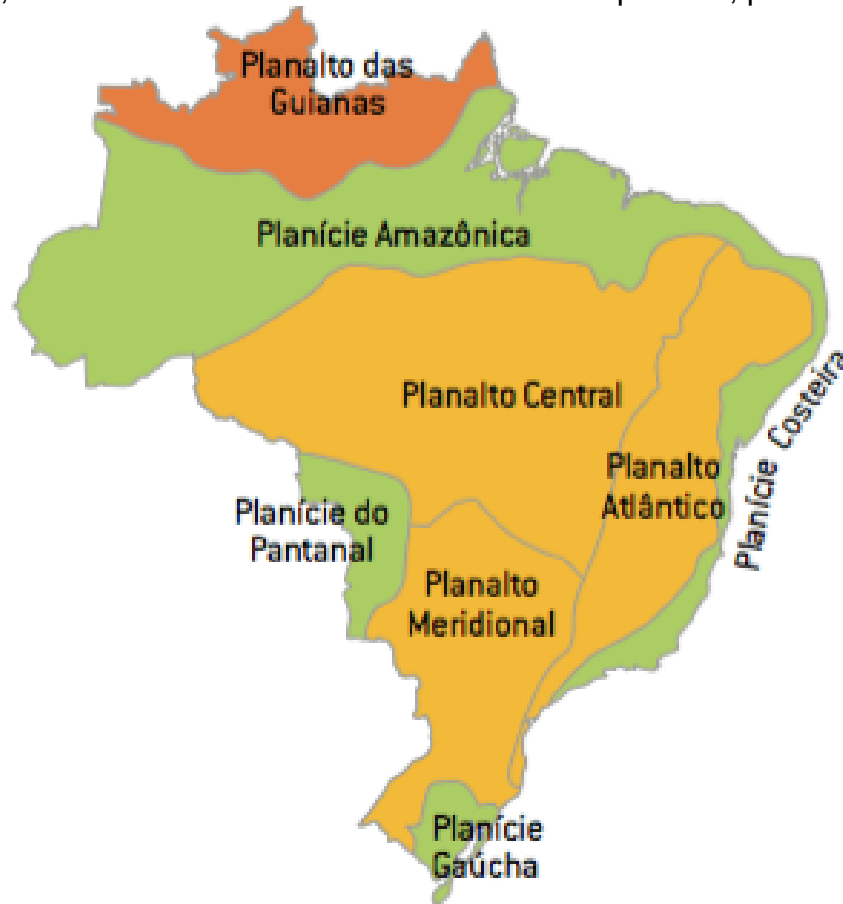 Planalto das
Guianas
Planície Amazônica
Planalto Central
Planalto
Atlântico
Planície Costeira
Planície do
Pantanal
Planalto
Meridional
Planície
Gaúcha